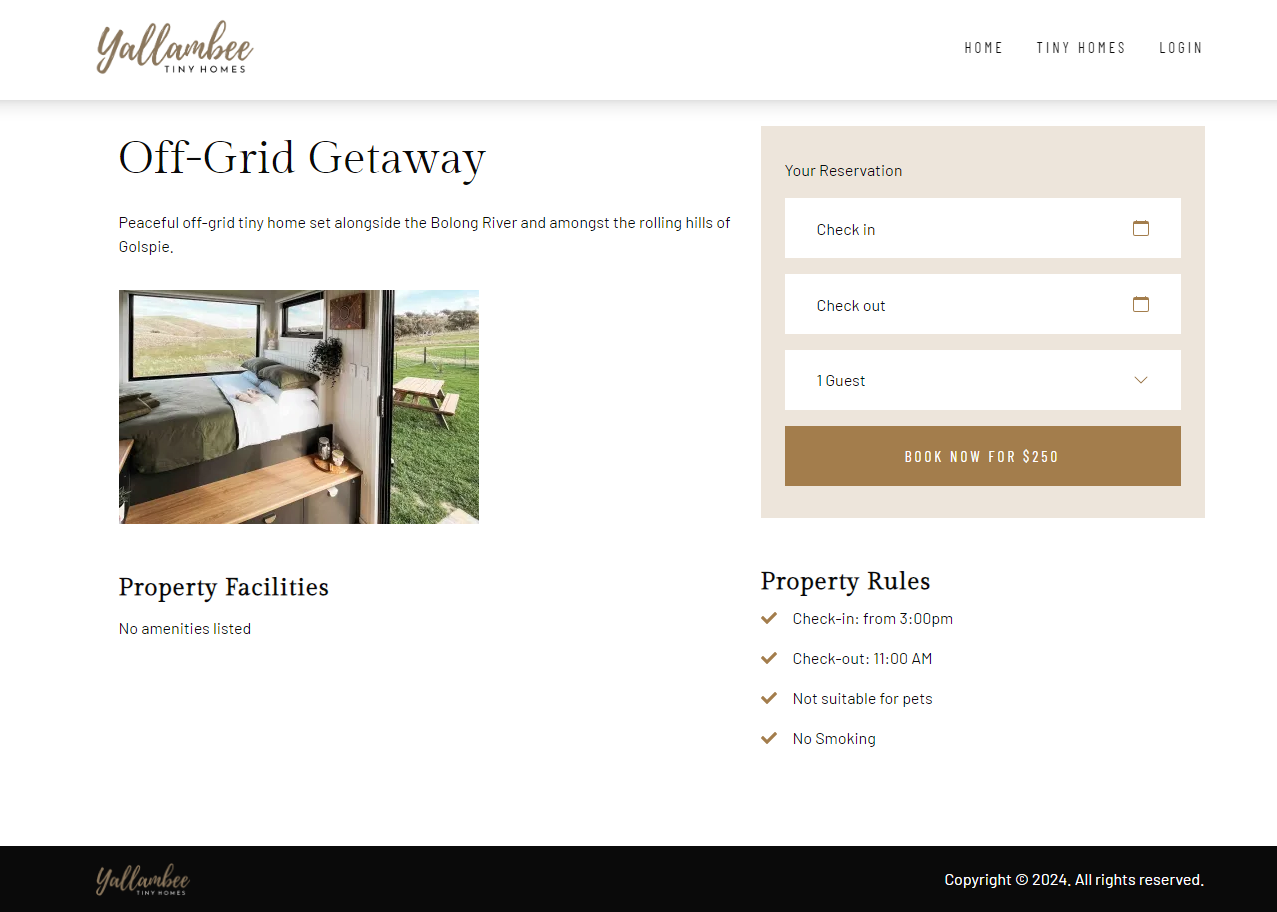 Yallambee
TINY HOMES
HOME
TINY HOMES
LOGIN
Off-Grid Getaway
Peaceful off-grid tiny home set alongside the Bolong River and amongst the rolling hills of
Golspie.
Your Reservation
Check in
Check out
1 Guest
BOOK NOW FOR $250
Property Facilities
No amenities listed
Property Rules
Check-in: from 3:00pm
Check-out: 11:00 AM
Not suitable for pets
No Smoking
Yallambee
TINY HOMES
Copyright © 2024. All rights reserved.